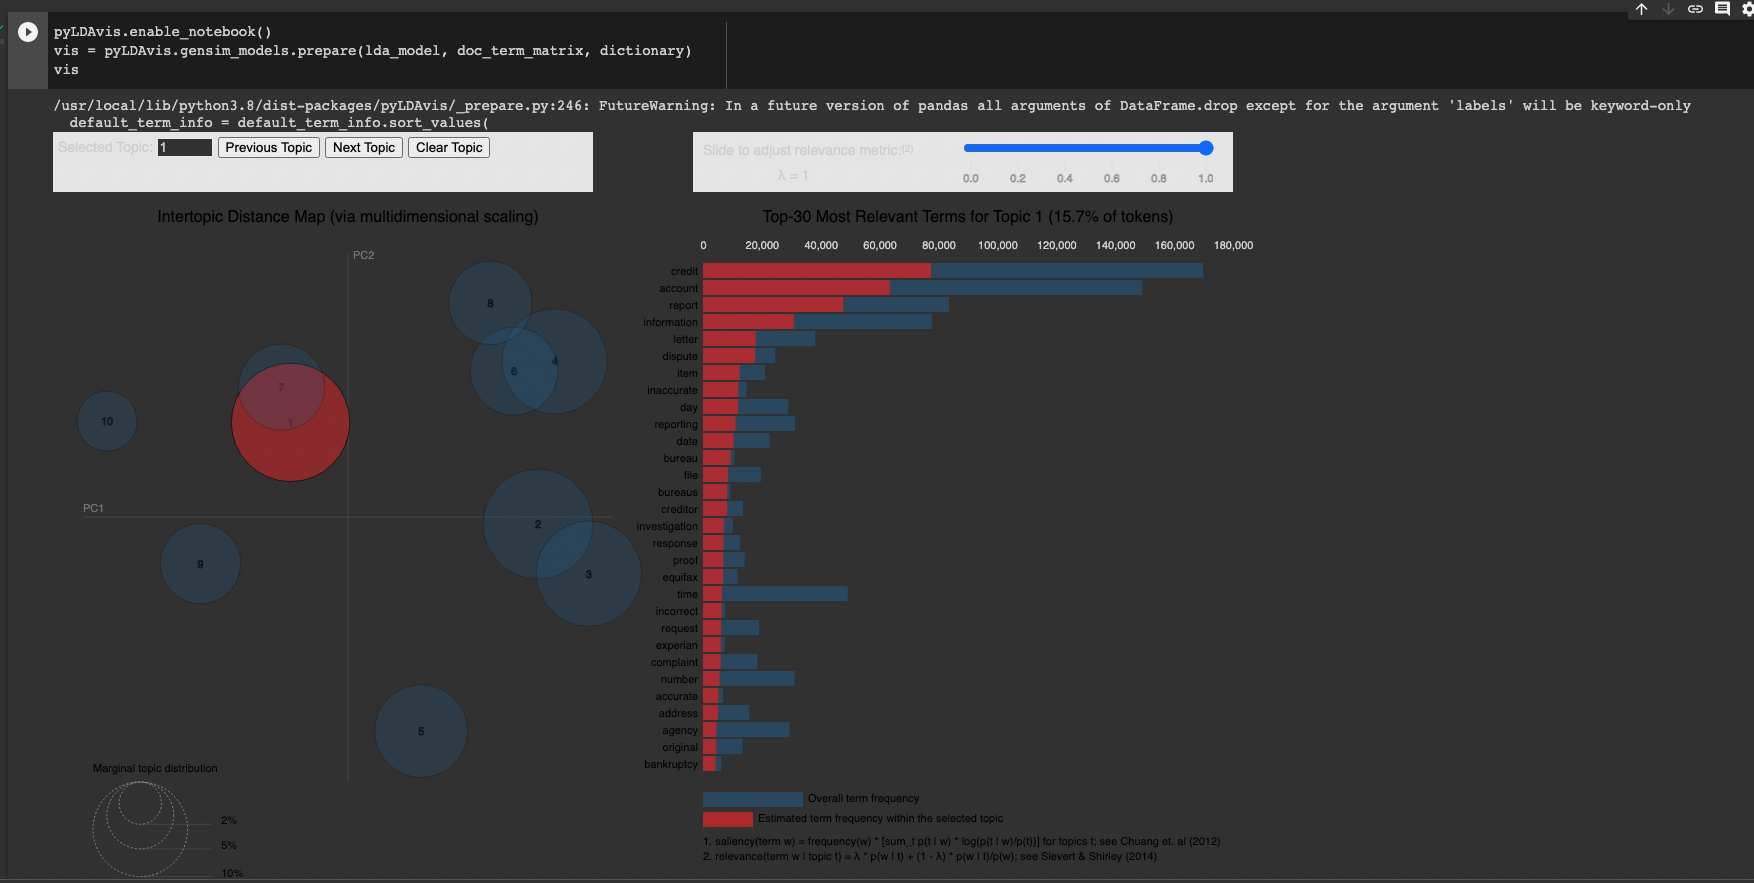 pyLDAvis.enable_notebook()
vis = pyLDAvis.gensim_models.prepare(lda_model, doc_term_matrix, dictionary)
vis
/usr/local/lib/python3.8/dist-packages/pyLDAvis/_prepare.py:246: FutureWarning: In a future version of pandas all arguments of DataFrame.drop except for the argument 'labels' will be keyword-only
default_term_info = default_term_info.sort_values(
Selected Topic: 1 Previous Topic Next Topic Clear Topic
Slide to adjust relevance metric:(2)
λ = 1
0.0 0.2 0.4 0.6 0.8 1.0
Intertopic Distance Map (via multidimensional scaling)
PC2
8
4
6
7
1
10
PC1
2
3
9
5
Marginal topic distribution
2%
5%
10%
Top-30 Most Relevant Terms for Topic 1 (15.7% of tokens)
0 20,000 40,000 60,000 80,000 100,000 120,000 140,000 160,000 180,000
credit
account
report
information
letter
dispute
item
inaccurate
day
reporting
date
bureau
file
bureaus
creditor
investigation
response
proof
equifax
time
incorrect
request
experian
complaint
number
accurate
address
agency
original
bankruptcy
Overall term frequency
Estimated term frequency within the selected topic
1. saliency(term w) = frequency(w) * [sum_t p(t | w) * log(p(t | w)/p(t))] for topics t; see Chuang et. al (2012)
2. relevance(term w | topic t) = λ * p(w | t) + (1 - λ) * p(w | t)/p(w); see Sievert & Shirley (2014)